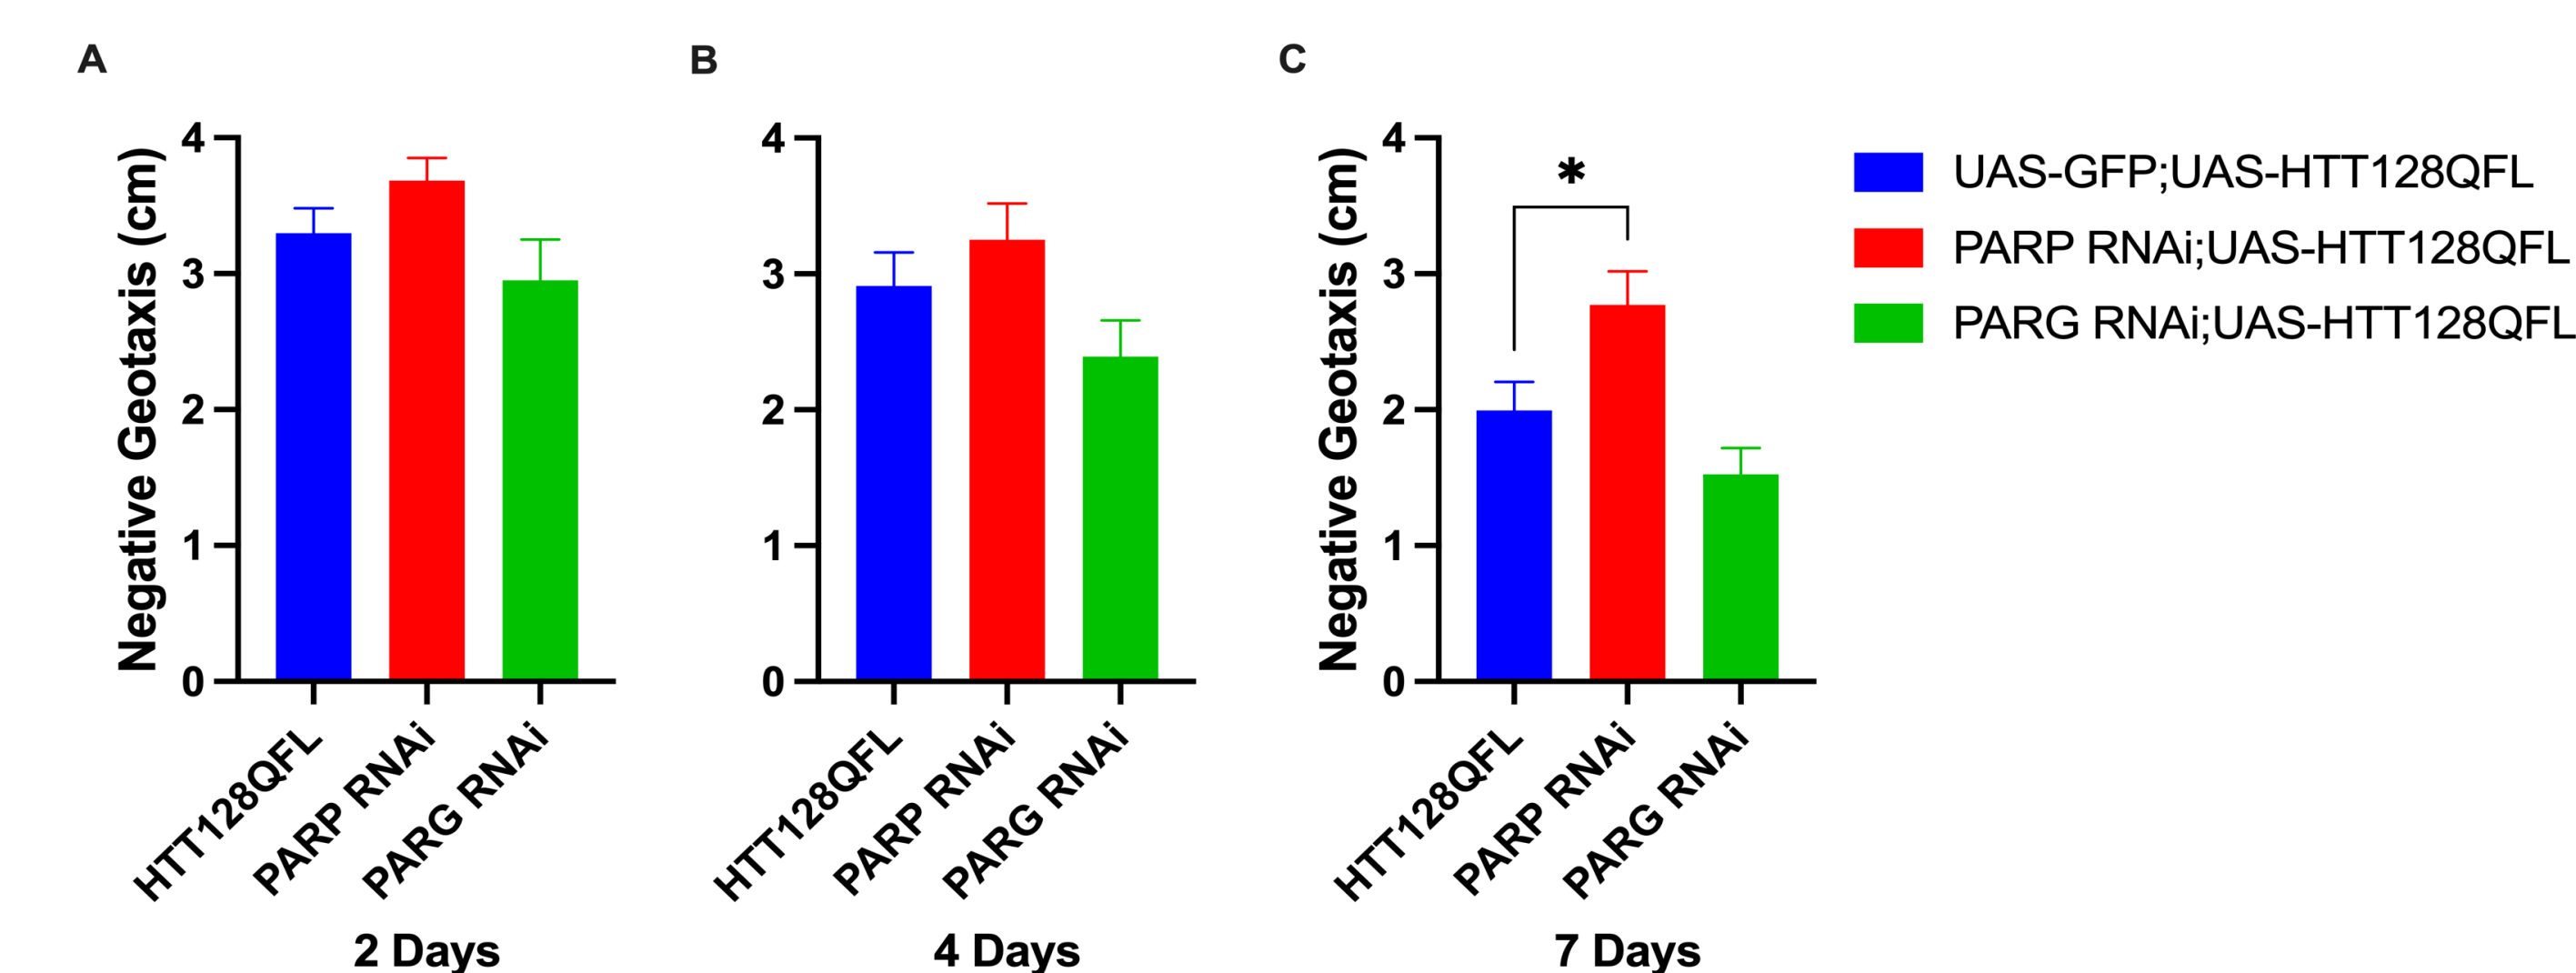 A
Negative Geotaxis (cm)
4
3
2
1
0
HTT128QFL
PARP RNAi
PARG RNAi
2 Days
B
4
3
2
1
0
HTT128QFL
PARP RNAi
PARG RNAi
4 Days
C
Negative Geotaxis (cm)
4
3
2
1
0
*
HTT128QFL
PARP RNAi
PARG RNAi
7 Days
UAS-GFP;UAS-HTT128QFL
PARP RNAi;UAS-HTT128QFL
PARG RNAi;UAS-HTT128QFL